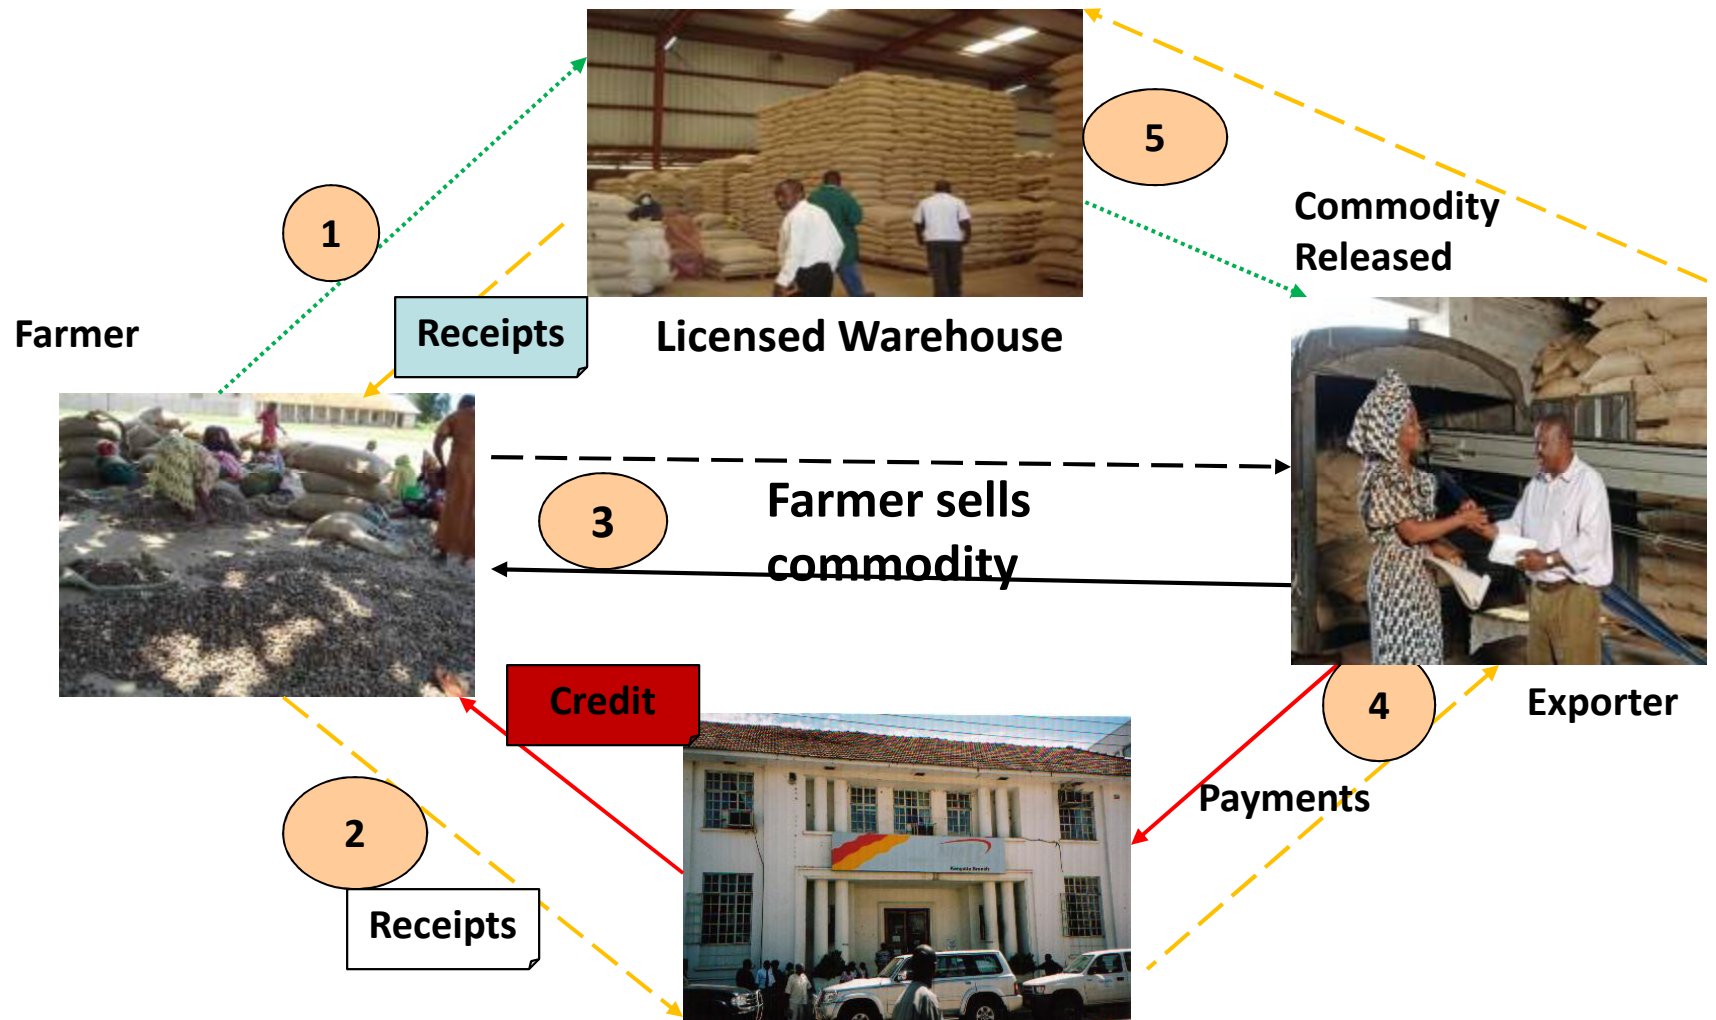 5
Commodity
Released
1
Farmer
Receipts
Licensed Warehouse
3
Farmer sells
commodity
Credit
4
Exporter
Payments
2
Receipts